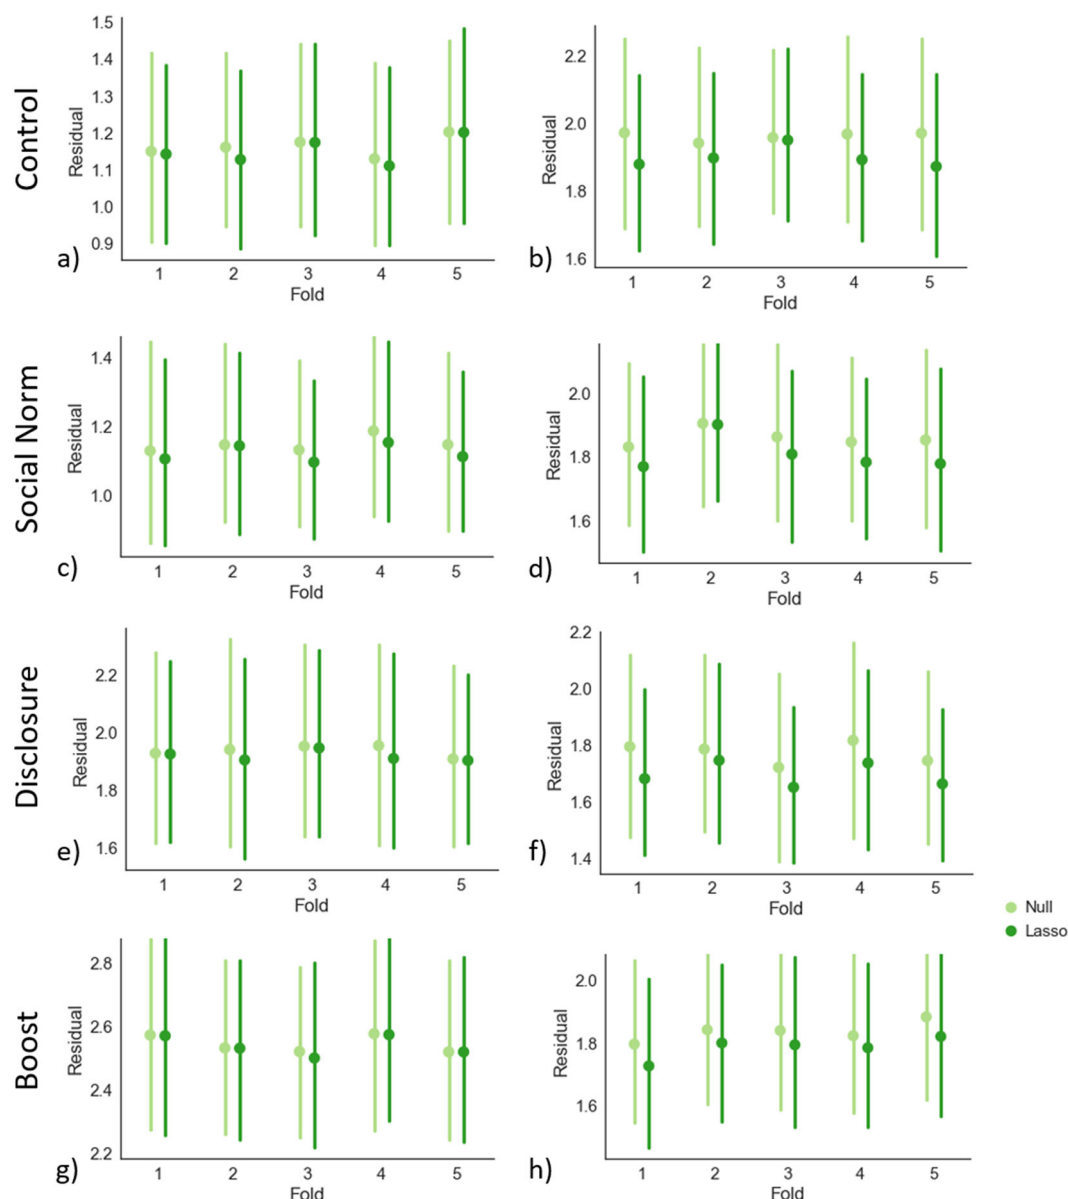 Control
1.5
1.4
1.3
1.2
1.1
1.0
0.9
Residual
a)
1 2 3 4 5
Fold
2.2
2.0
1.8
1.6
Residual
b)
1 2 3 4 5
Fold
Social Norm
1.4
1.2
1.0
Residual
c)
1 2 3 4 5
Fold
2.0
1.8
1.6
Residual
d)
1 2 3 4 5
Fold
Disclosure
2.2
2.0
1.8
1.6
Residual
e)
1 2 3 4 5
Fold
2.2
2.0
1.8
1.6
1.4
Residual
f)
1 2 3 4 5
Fold
Null
Lasso
Boost
2.8
2.6
2.4
2.2
Residual
g)
1 2 3 4 5
Fold
2.0
1.8
1.6
Residual
h)
1 2 3 4 5
Fold